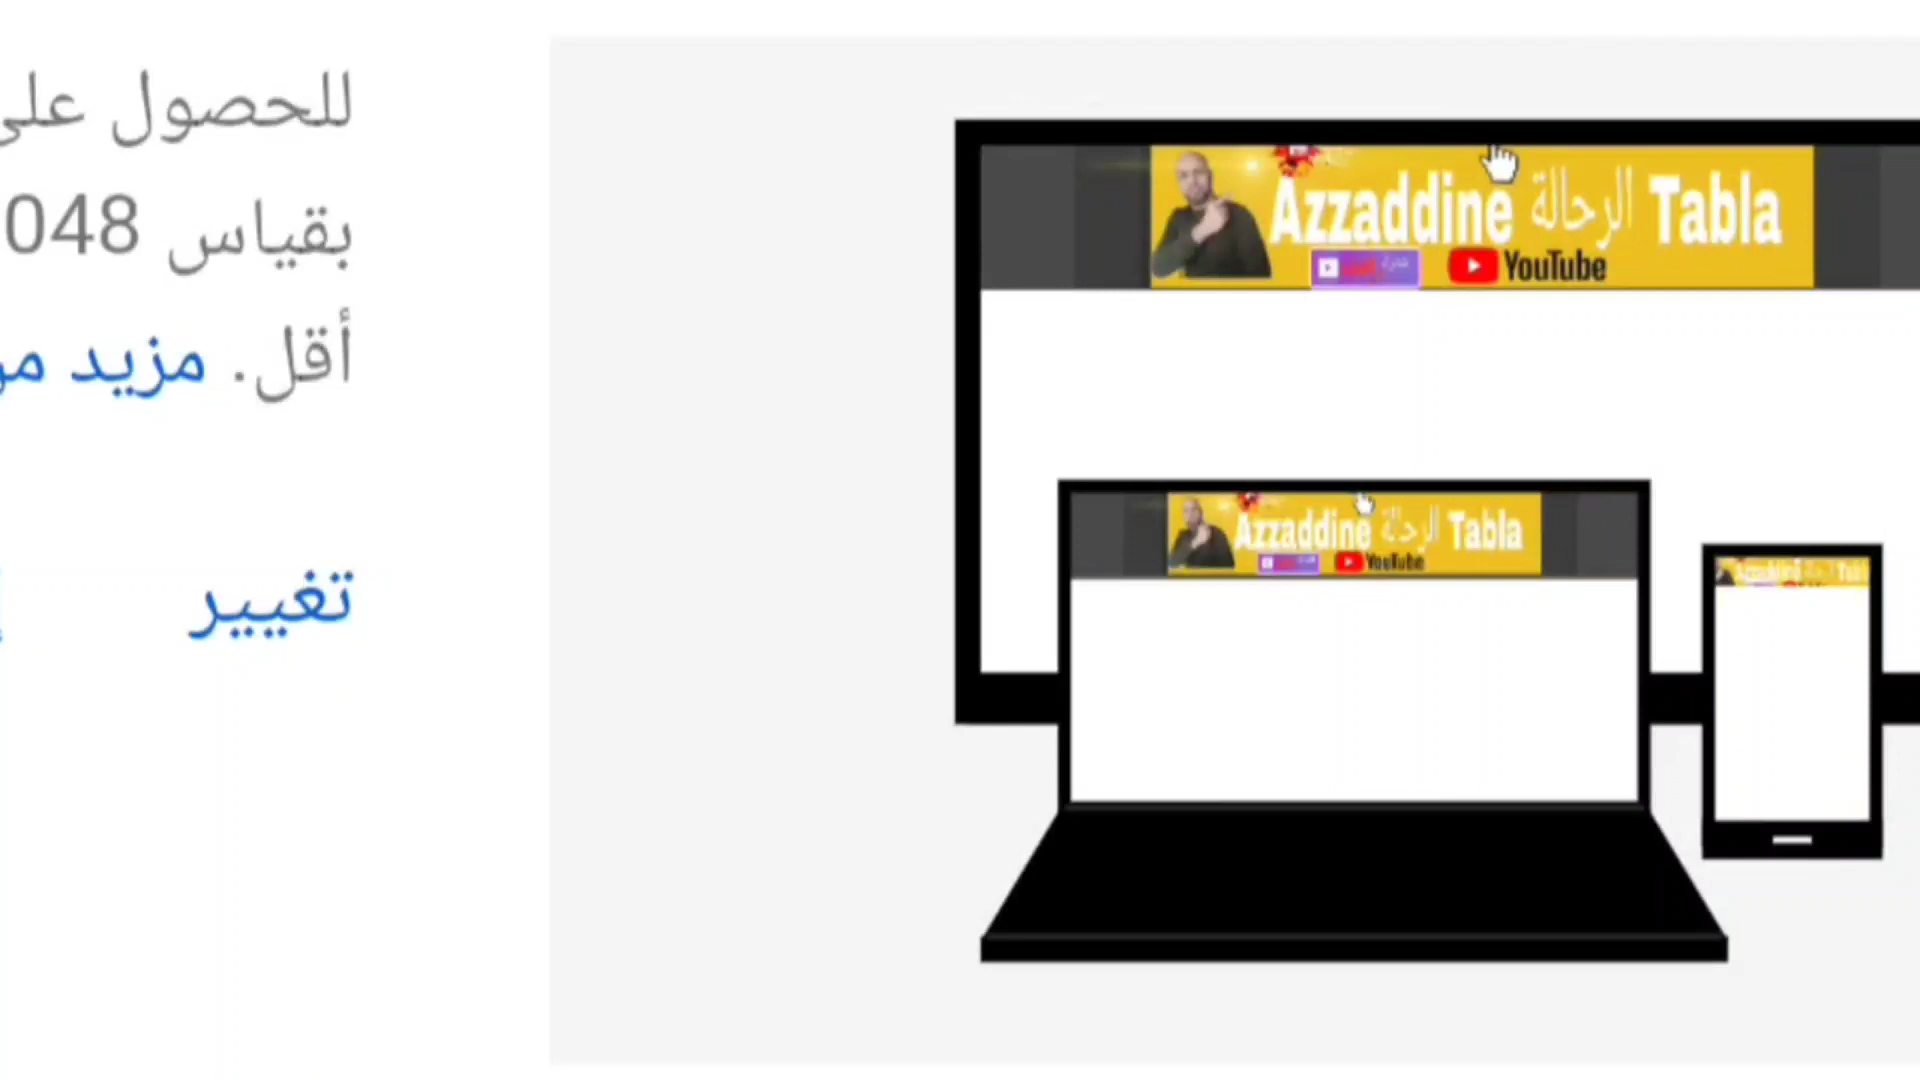 للحصول على
بقياس 048
أقل. مزيد
تغيير
Azzaddine الرحالة Tabla
YouTube
Azzaddine الرحالة Tabla
YouTube